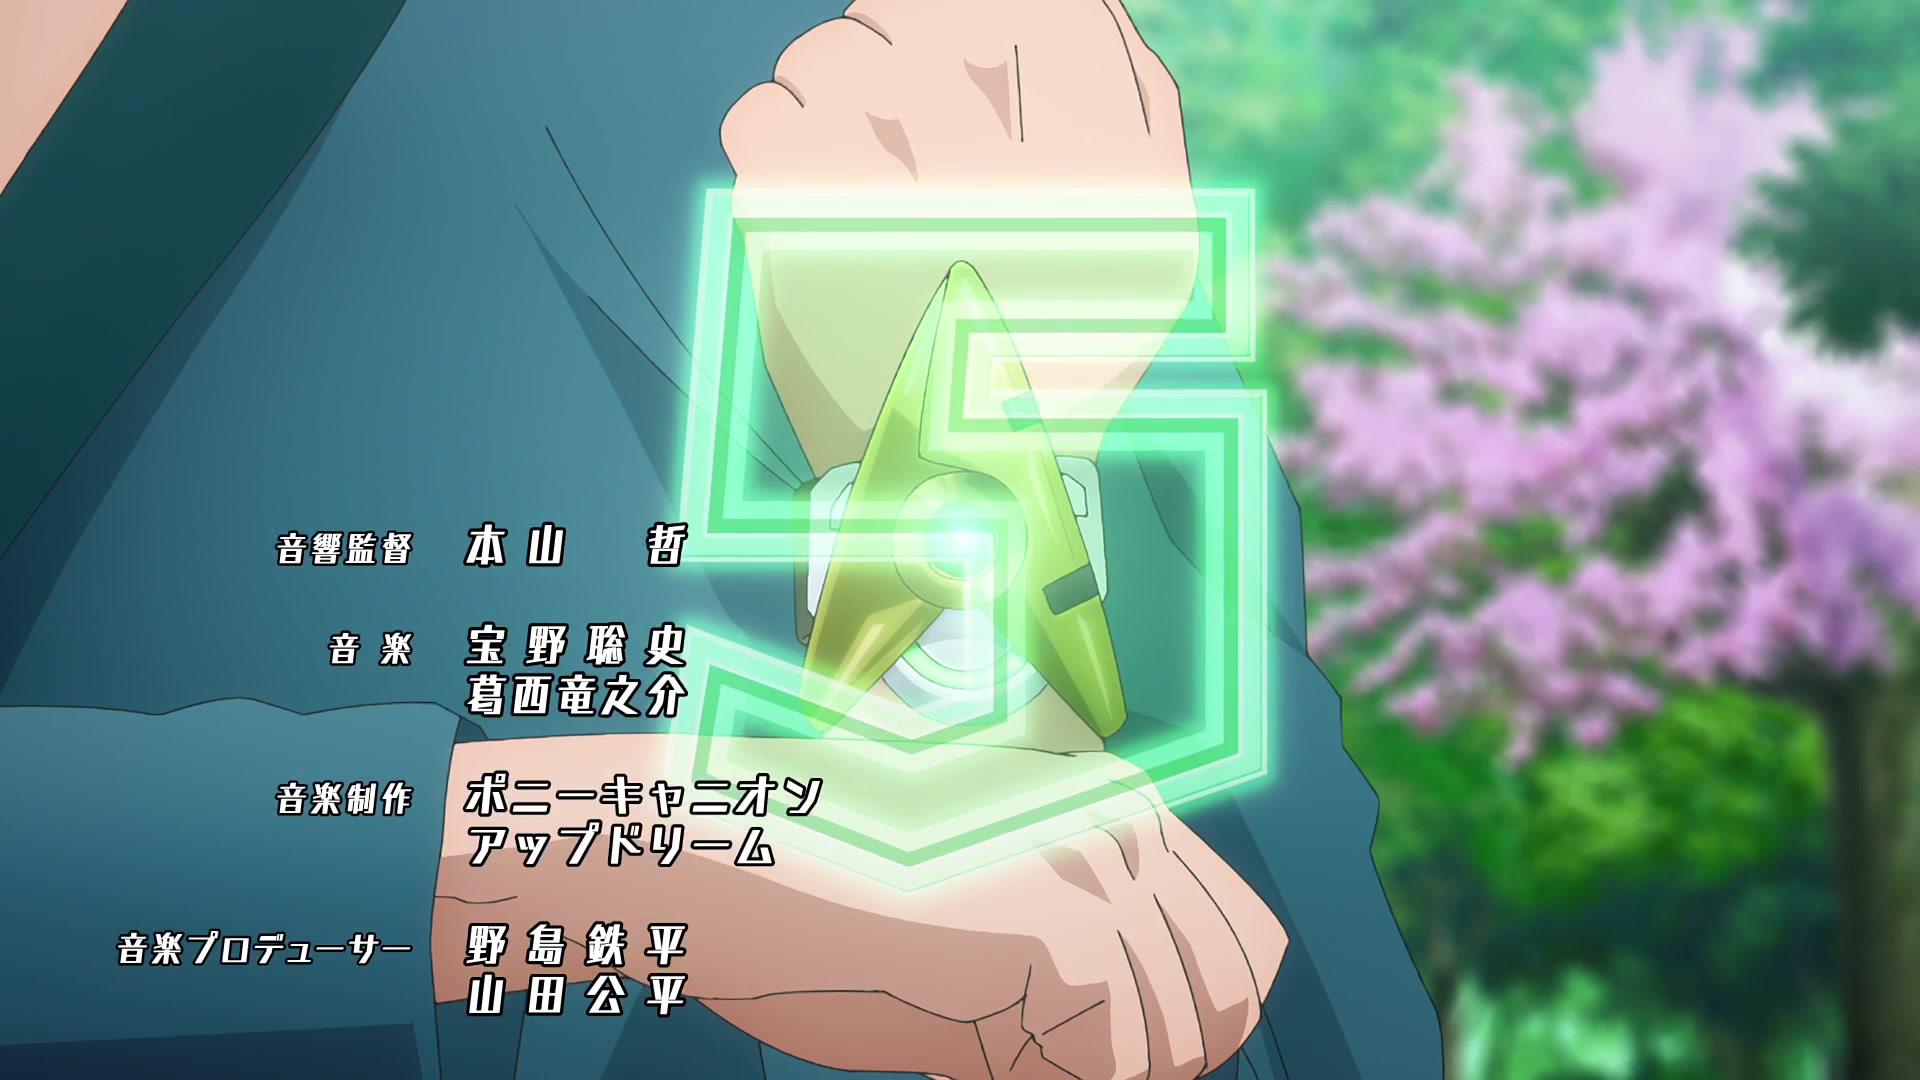 5
音響監督 本山 哲
音楽 宝野聡史
葛西竜之介
音楽制作 ポニーキャニオン
アップドリーム
音楽プロデューサー 野島鉄平
山田公平